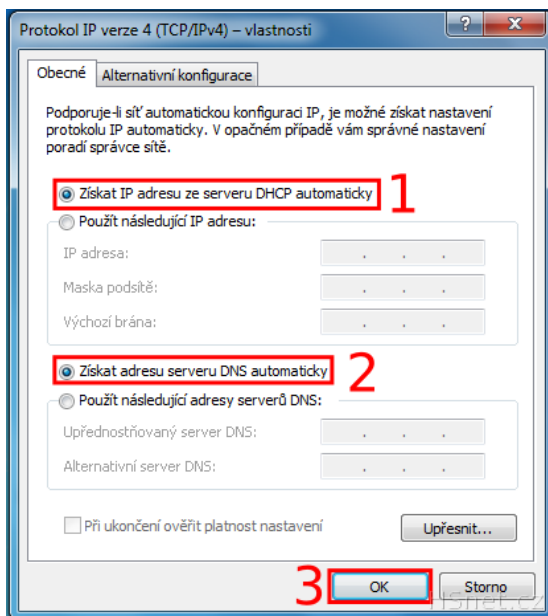 Protokol IP verze 4 (TCP/IPv4) – vlastnosti
?
Obecné
Alternativní konfigurace
Podporuje-li síť automatickou konfiguraci IP, je možné získat nastavení
protokolu IP automaticky. V opačném případě vám správné nastavení
poradí správce sítě.
Získat IP adresu ze serveru DHCP automaticky
1
Použít následující IP adresu:
IP adresa:
. . .
Maska podsítě:
. . .
Výchozí brána:
. . .
Získat adresu serveru DNS automaticky
2
Použít následující adresy serverů DNS:
Upřednostňovaný server DNS:
. . .
Alternativní server DNS:
. . .
Při ukončení ověřit platnost nastavení
Upřesnit...
3
OK
Storno
HSnet.cz